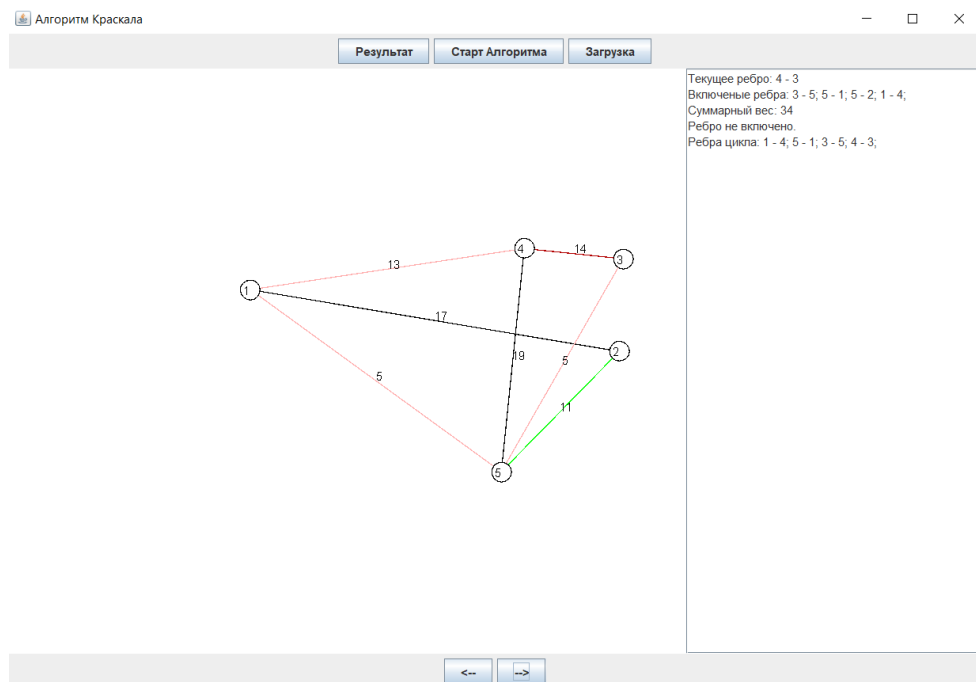 Алгоритм Краскала
Результат Старт Алгоритма Загрузка
Текущее ребро: 4 - 3
Включеные ребра: 3 - 5; 5 - 1; 5 - 2; 1 - 4;
Суммарный вес: 34
Ребро не включено.
Ребра цикла: 1 - 4; 5 - 1; 3 - 5; 4 - 3;
4
14
3
13
1
17
19
5
2
5
11
5
<--
-->